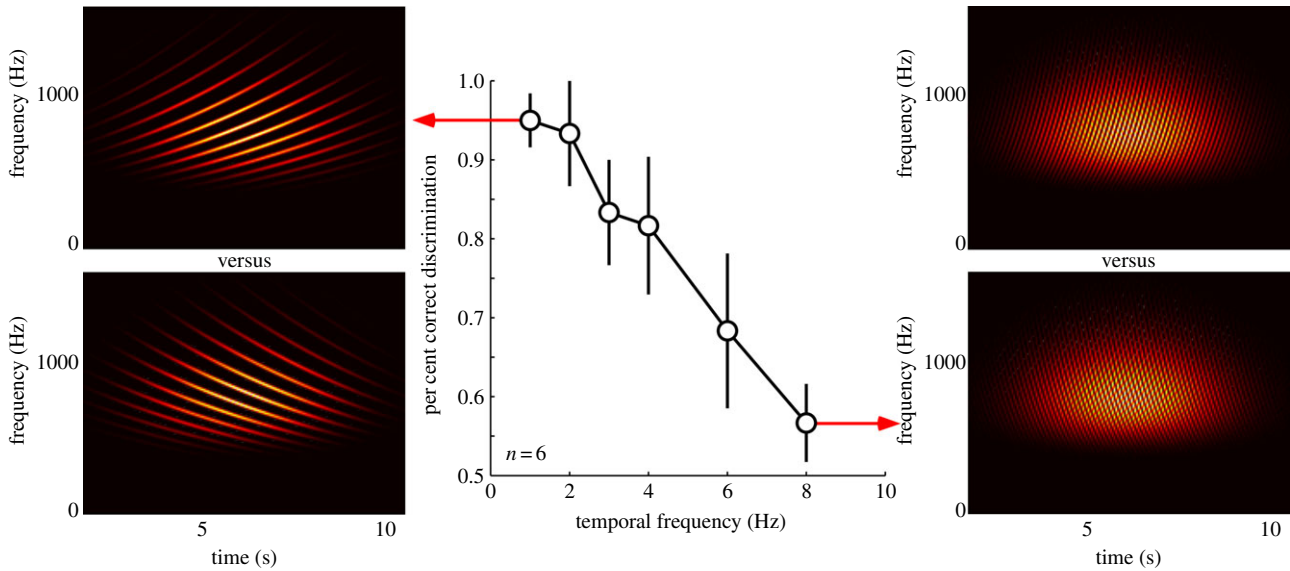 frequency (Hz)
1000
0
versus
frequency (Hz)
1000
0
5
10
time (s)
per cent correct discrimination
1.0
0.9
0.8
0.7
0.6
0.5
n = 6
0
2
4
6
8
10
temporal frequency (Hz)
frequency (Hz)
1000
0
versus
frequency (Hz)
1000
0
5
10
time (s)